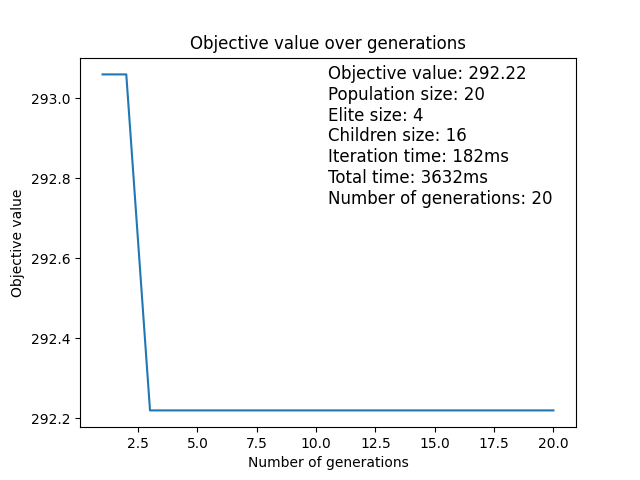 Objective value over generations
Objective value: 292.22
Population size: 20
Elite size: 4
Children size: 16
Iteration time: 182ms
Total time: 3632ms
Number of generations: 20
Objective value
293.0
292.8
292.6
292.4
292.2
2.5 5.0 7.5 10.0 12.5 15.0 17.5 20.0
Number of generations